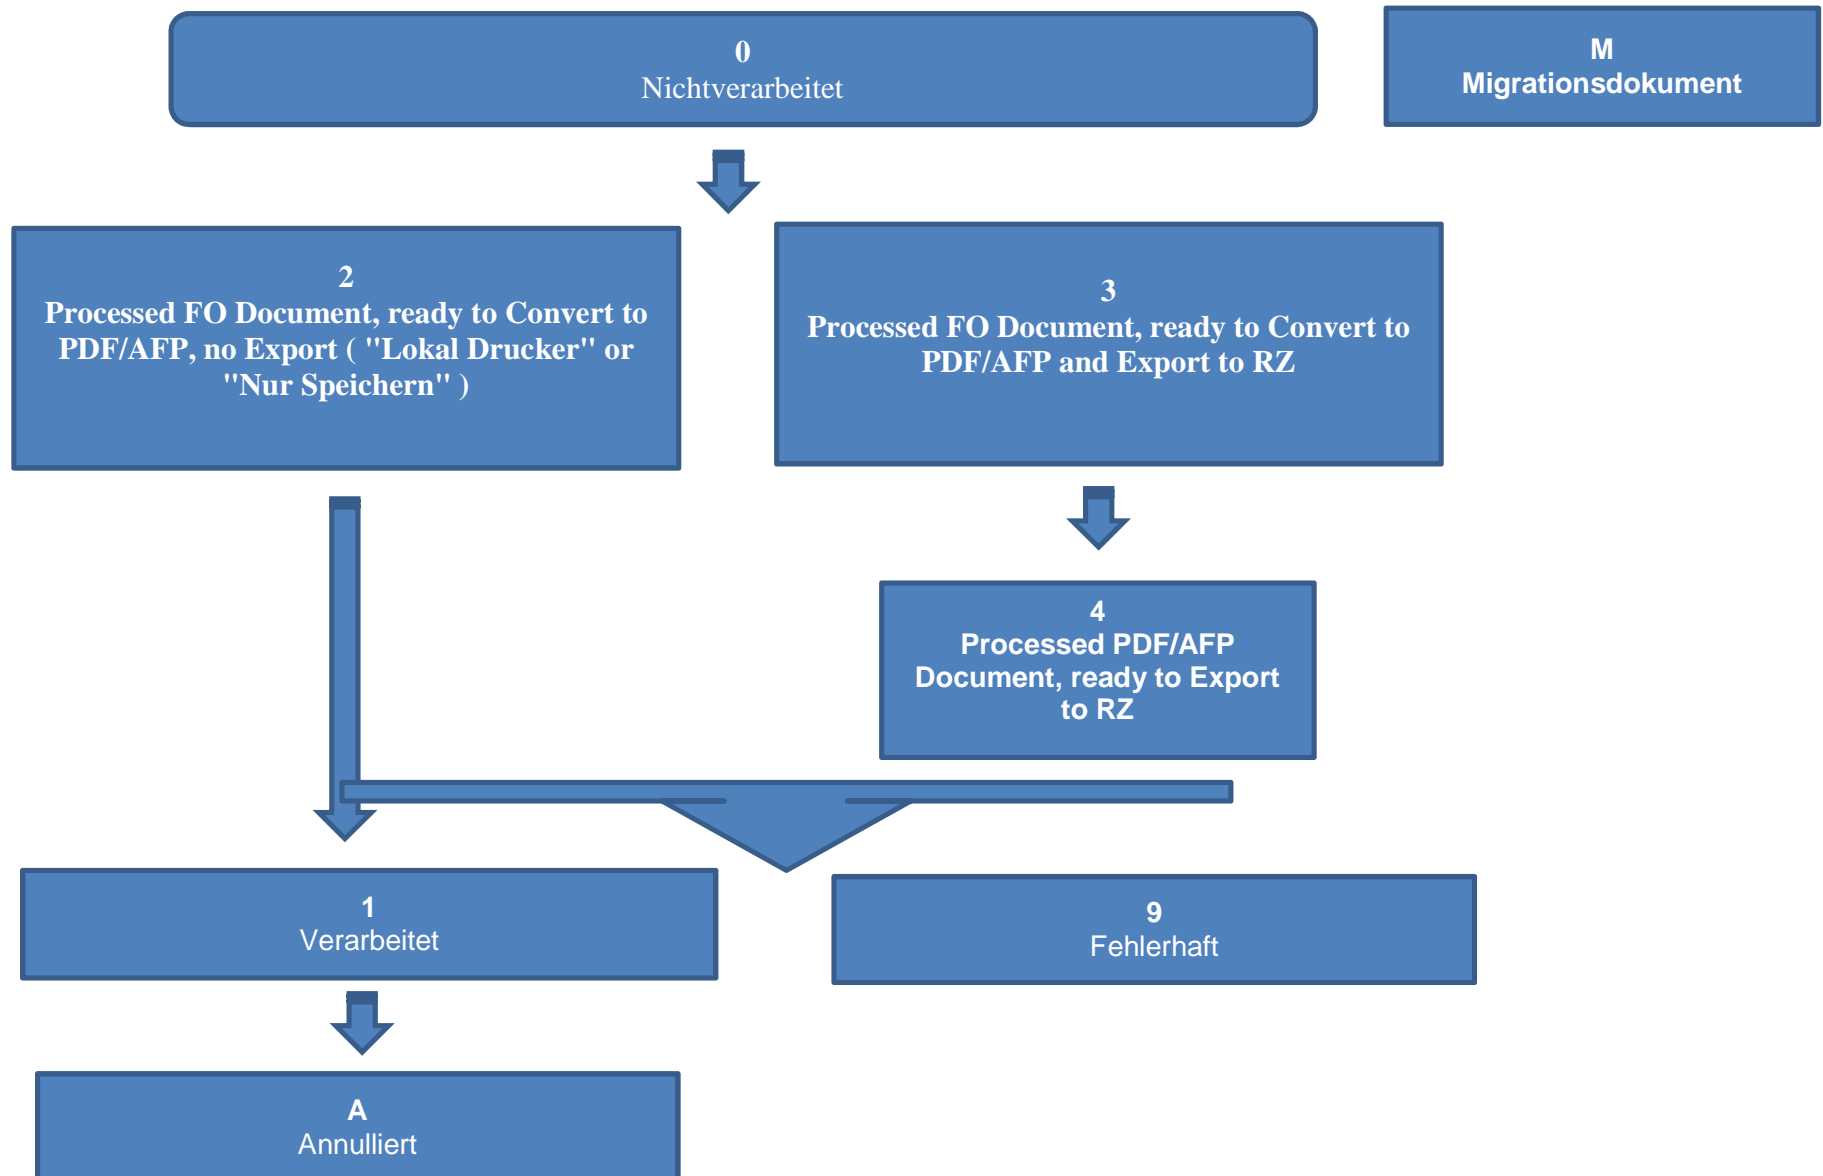 0
Nichtverarbeitet
M
Migrationsdokument
2
Processed FO Document, ready to Convert to
PDF/AFP, no Export ( "Lokal Drucker" or
"Nur Speichern" )
3
Processed FO Document, ready to Convert to
PDF/AFP and Export to RZ
4
Processed PDF/AFP
Document, ready to Export
to RZ
1
Verarbeitet
9
Fehlerhaft
A
Annulliert